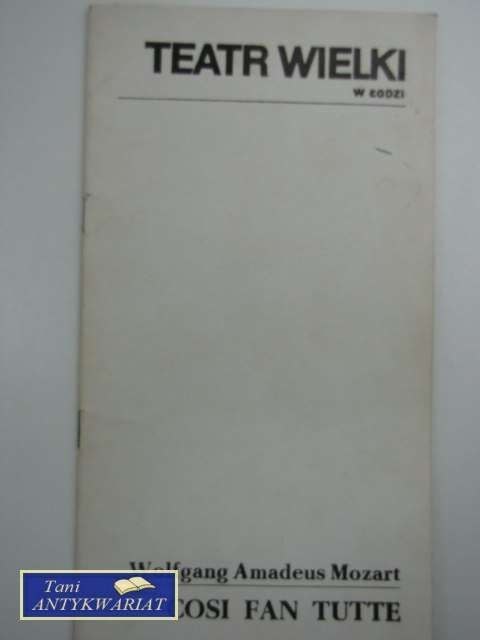 TEATR WIELKI
W ŁODZI
Wolfgang Amadeus Mozart
COSI FAN TUTTE
Tani
ANTYKWARIAT